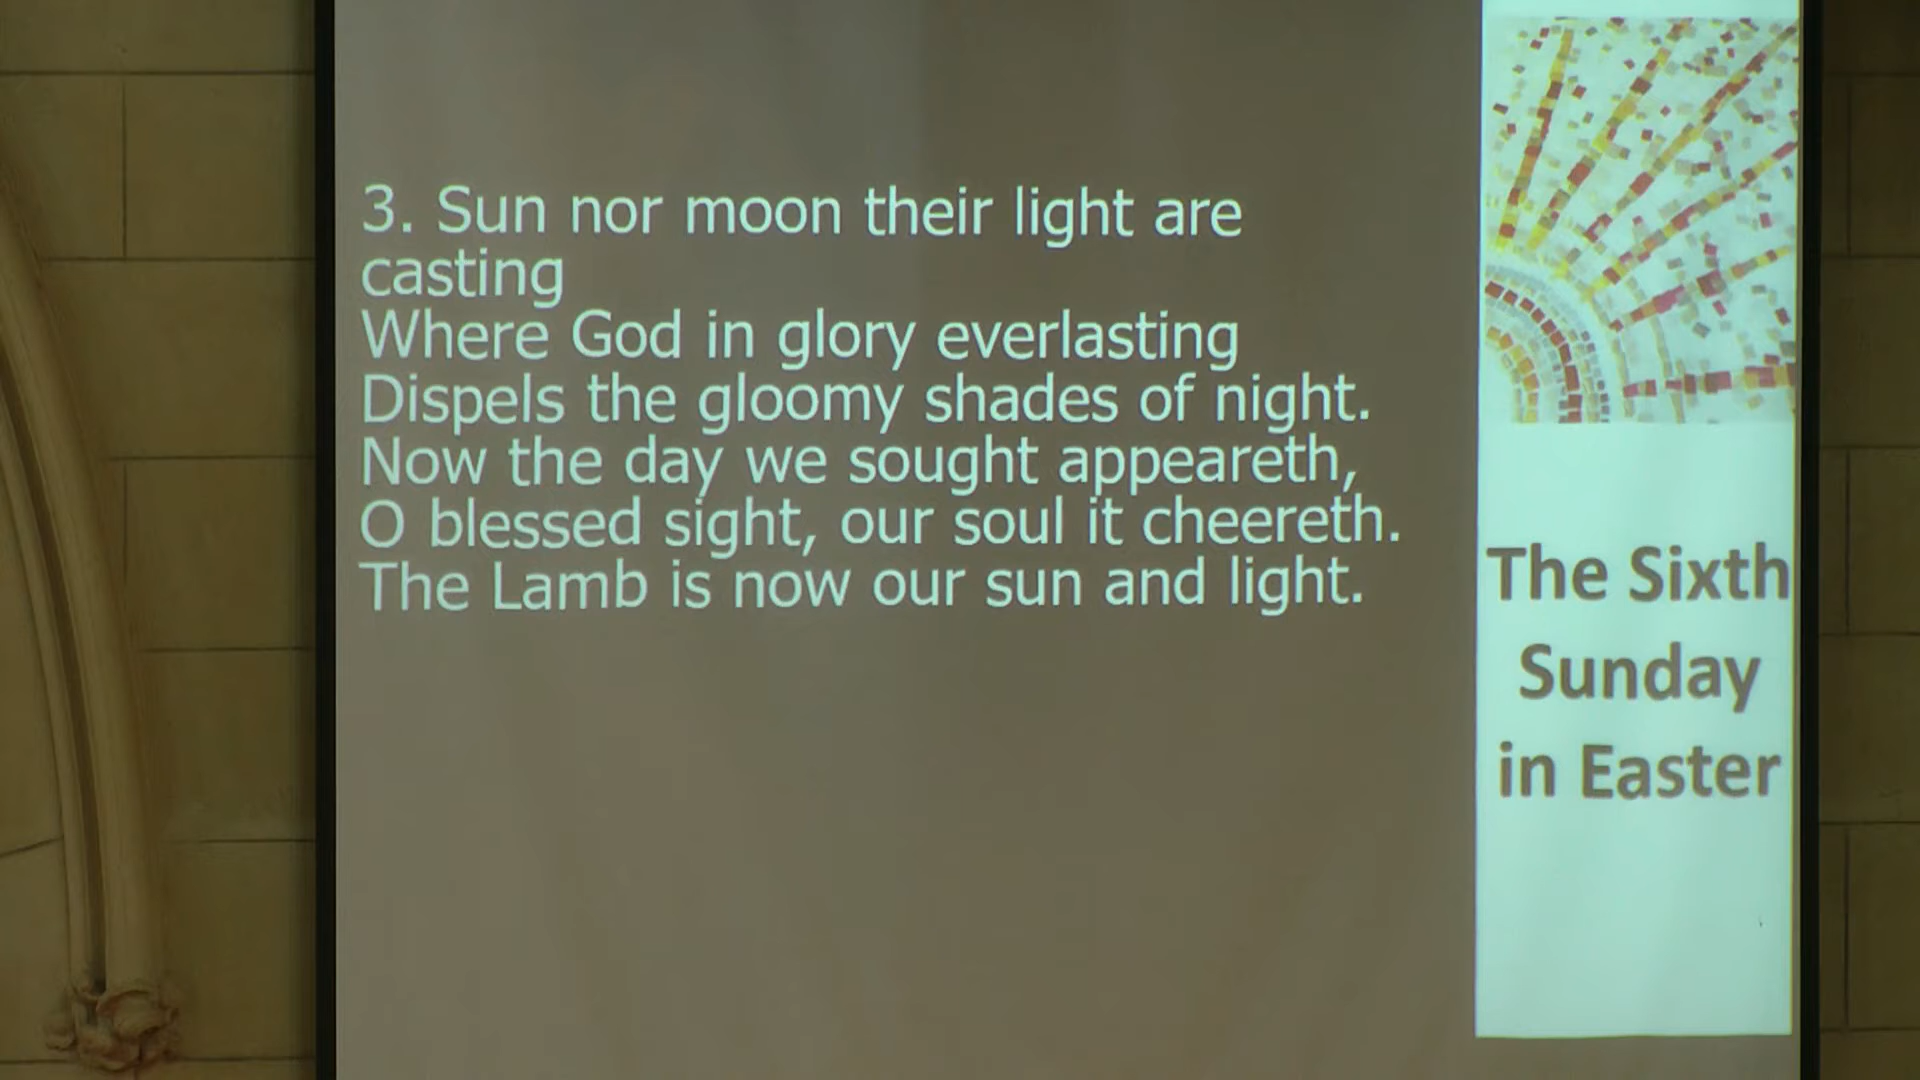 3. Sun nor moon their light are
casting
Where God in glory everlasting
Dispels the gloomy shades of night.
Now the day we sought appeareth,
O blessed sight, our soul it cheereth.
The Lamb is now our sun and light.
The Sixth
Sunday
in Easter